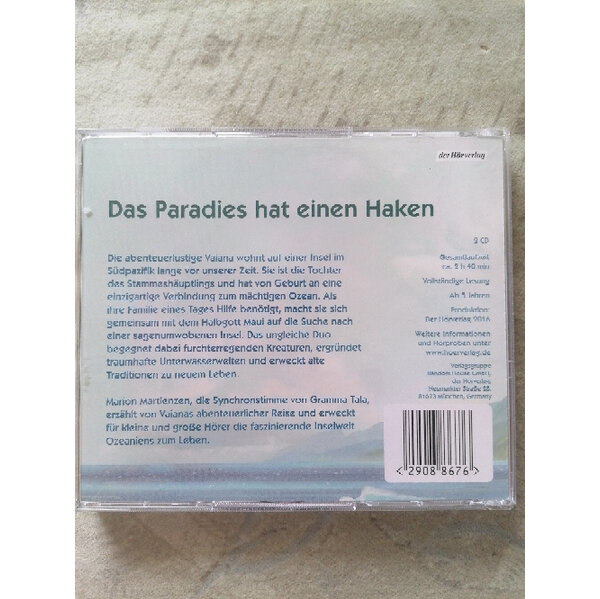 der Hörverlag
Das Paradies hat einen Haken
Die abenteuerlustige Vaiana wohnt auf einer Insel im
Südpazifik lange vor unserer Zeit. Sie ist die Tochter
des Stammeshäuptlings und hat von Geburt an eine
einzigartige Verbindung zum mächtigen Ozean. Als
ihre Familie eines Tages Hilfe benötigt, macht sie sich
gemeinsam mit dem Halbgott Maui auf die Suche nach
einer sagenumwobenen Insel. Das ungleiche Duo
begegnet dabei furchterregenden Kreaturen, ergründet
traumhafte Unterwasserwelten und erweckt alte
Traditionen zu neuem Leben.
Marion Martienzen, die Synchronstimme von Gramma Tala,
erzählt von Vaianas abenteuerlicher Reise und erweckt
für kleine und große Hörer die faszinierende Inselwelt
Ozeaniens zum Leben.
2 CD
Gesamtlaufzeit
ca. 2 h 40 min
Vollständige Lesung
Ab 5 Jahren
Produktion:
Der Hörverlag 2016
Weitere Informationen
und Hörproben unter
www.hoerverlag.de
Verlagsgruppe
Random House GmbH,
der Hörverlag
Neumarkter Straße 28,
81673 München, Germany
<29088676>